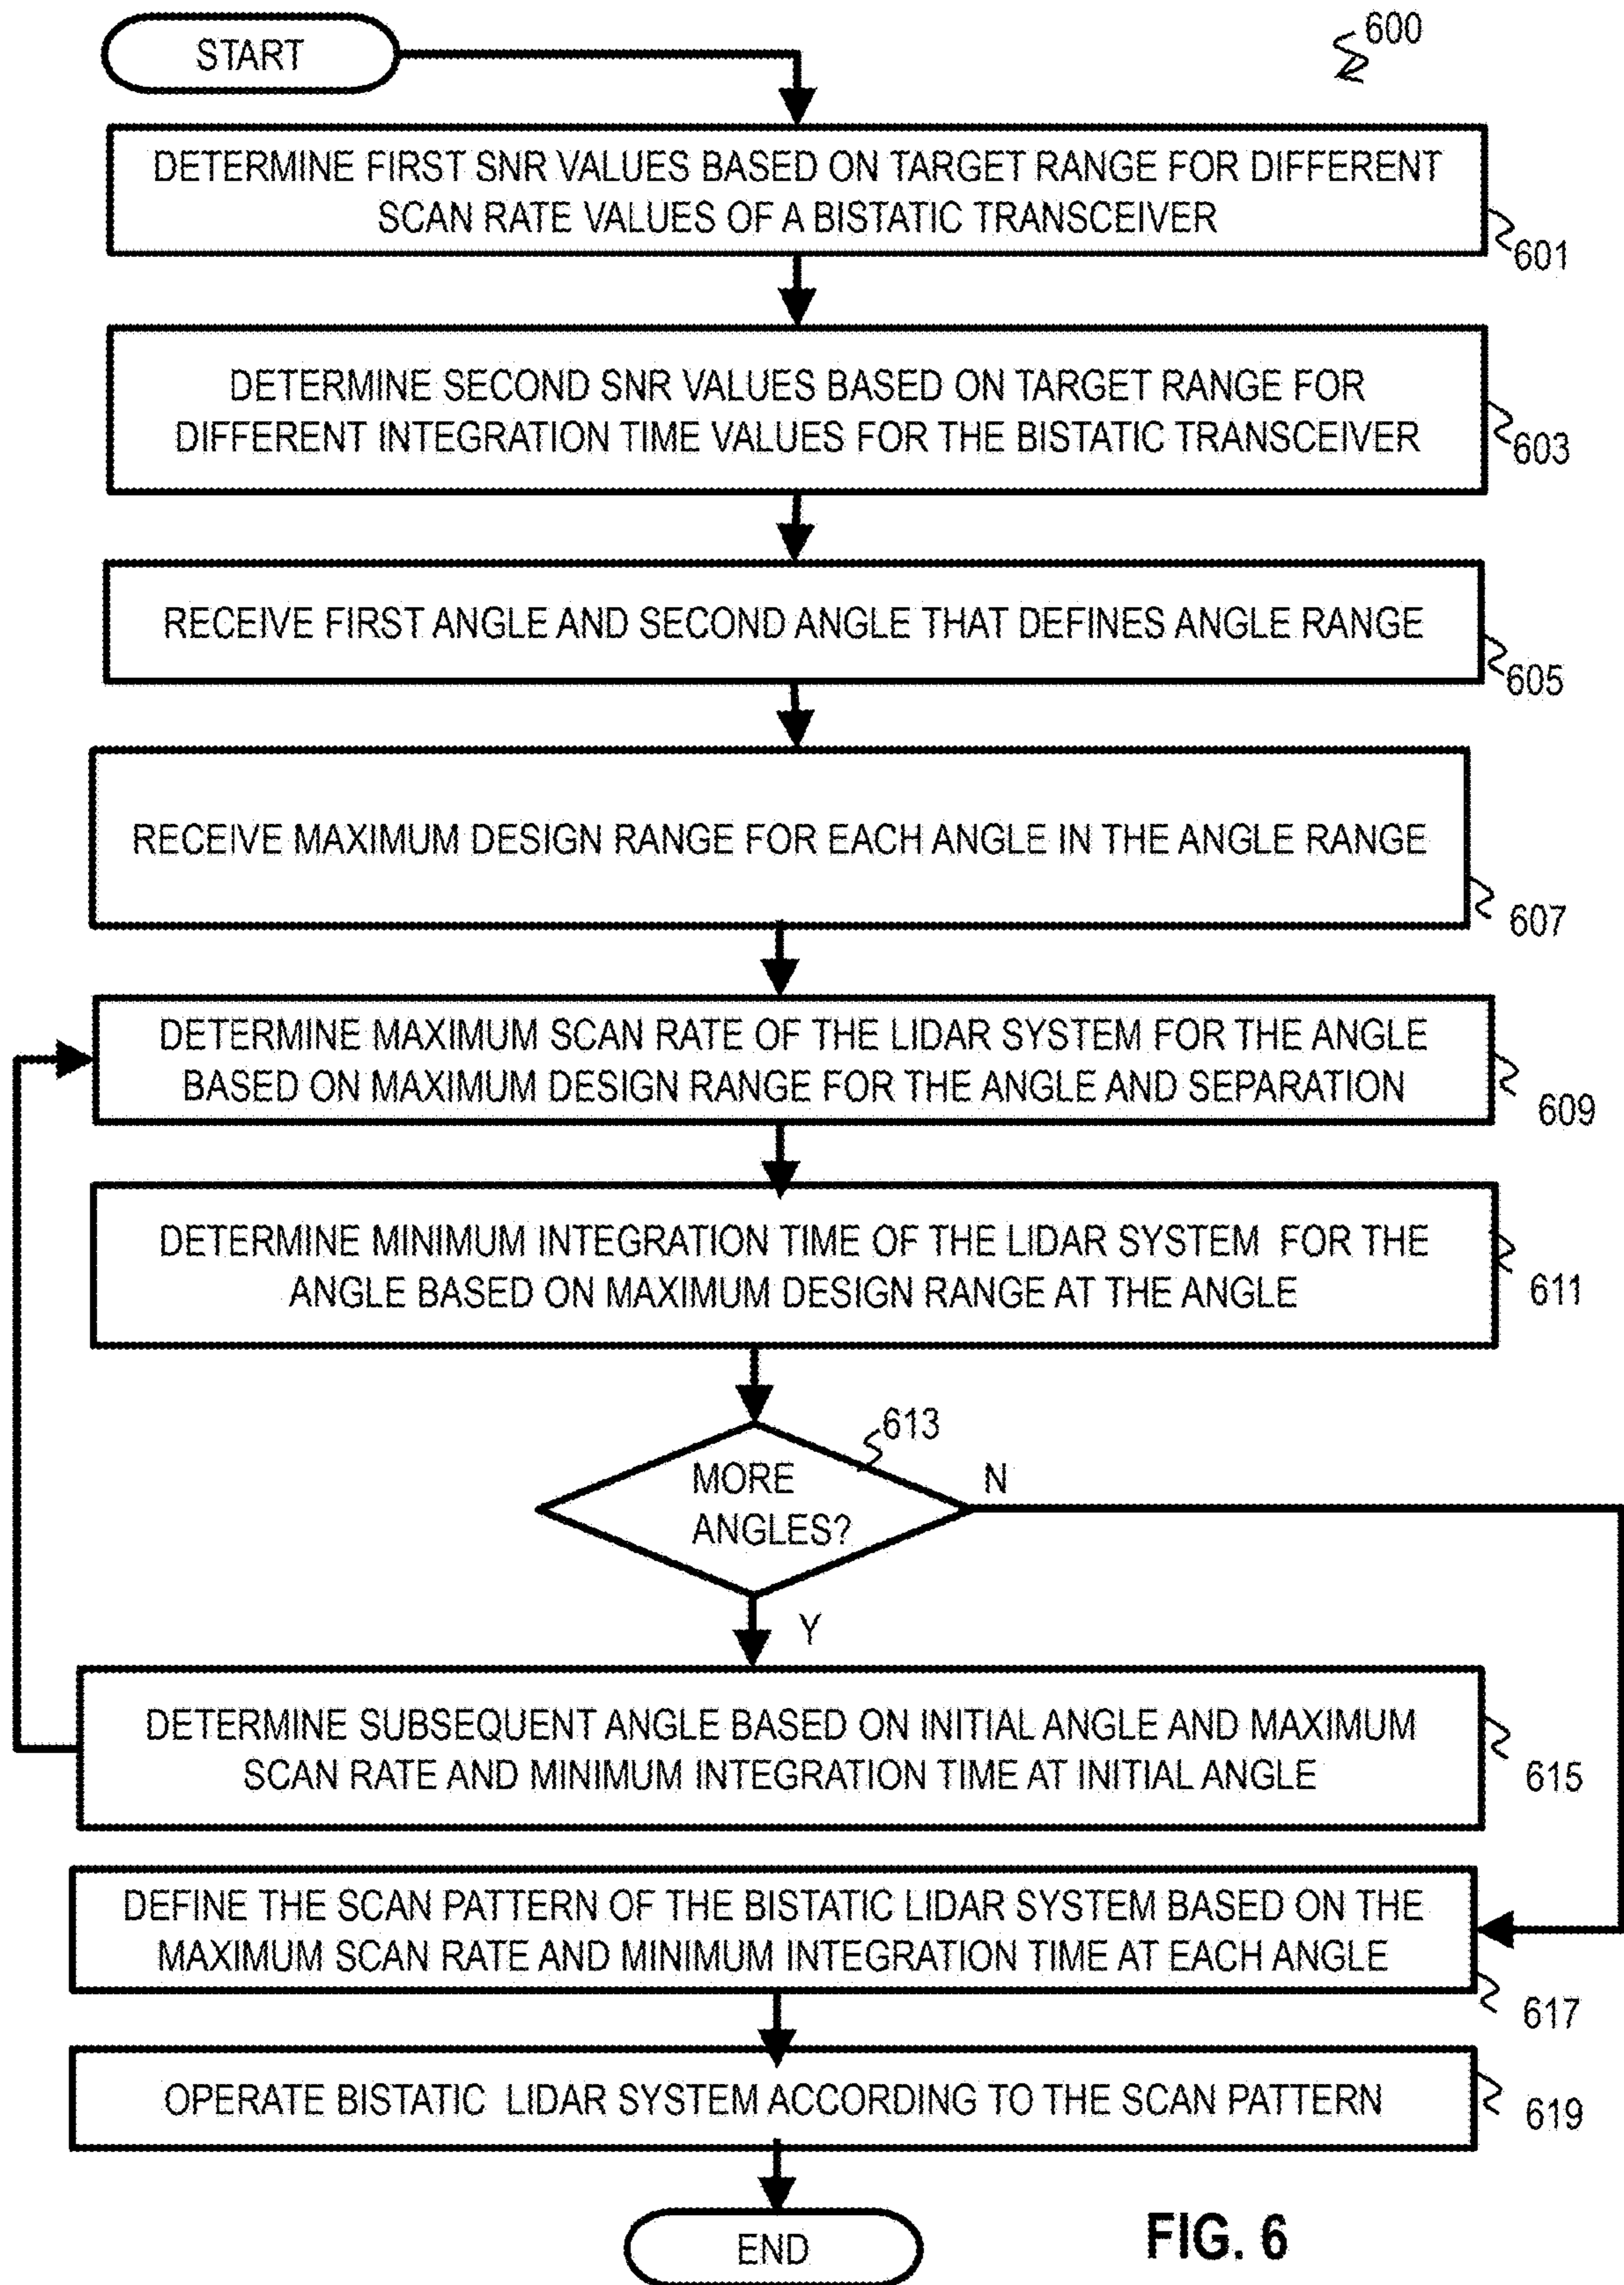 START
600
DETERMINE FIRST SNR VALUES BASED ON TARGET RANGE FOR DIFFERENT
SCAN RATE VALUES OF A BISTATIC TRANSCEIVER
601
DETERMINE SECOND SNR VALUES BASED ON TARGET RANGE FOR
DIFFERENT INTEGRATION TIME VALUES FOR THE BISTATIC TRANSCEIVER
603
RECEIVE FIRST ANGLE AND SECOND ANGLE THAT DEFINES ANGLE RANGE
605
RECEIVE MAXIMUM DESIGN RANGE FOR EACH ANGLE IN THE ANGLE RANGE
607
DETERMINE MAXIMUM SCAN RATE OF THE LIDAR SYSTEM FOR THE ANGLE
BASED ON MAXIMUM DESIGN RANGE FOR THE ANGLE AND SEPARATION
609
DETERMINE MINIMUM INTEGRATION TIME OF THE LIDAR SYSTEM FOR THE
ANGLE BASED ON MAXIMUM DESIGN RANGE AT THE ANGLE
611
613
MORE
ANGLES?
N
Y
DETERMINE SUBSEQUENT ANGLE BASED ON INITIAL ANGLE AND MAXIMUM
SCAN RATE AND MINIMUM INTEGRATION TIME AT INITIAL ANGLE
615
DEFINE THE SCAN PATTERN OF THE BISTATIC LIDAR SYSTEM BASED ON THE
MAXIMUM SCAN RATE AND MINIMUM INTEGRATION TIME AT EACH ANGLE
617
OPERATE BISTATIC LIDAR SYSTEM ACCORDING TO THE SCAN PATTERN
619
END
FIG. 6